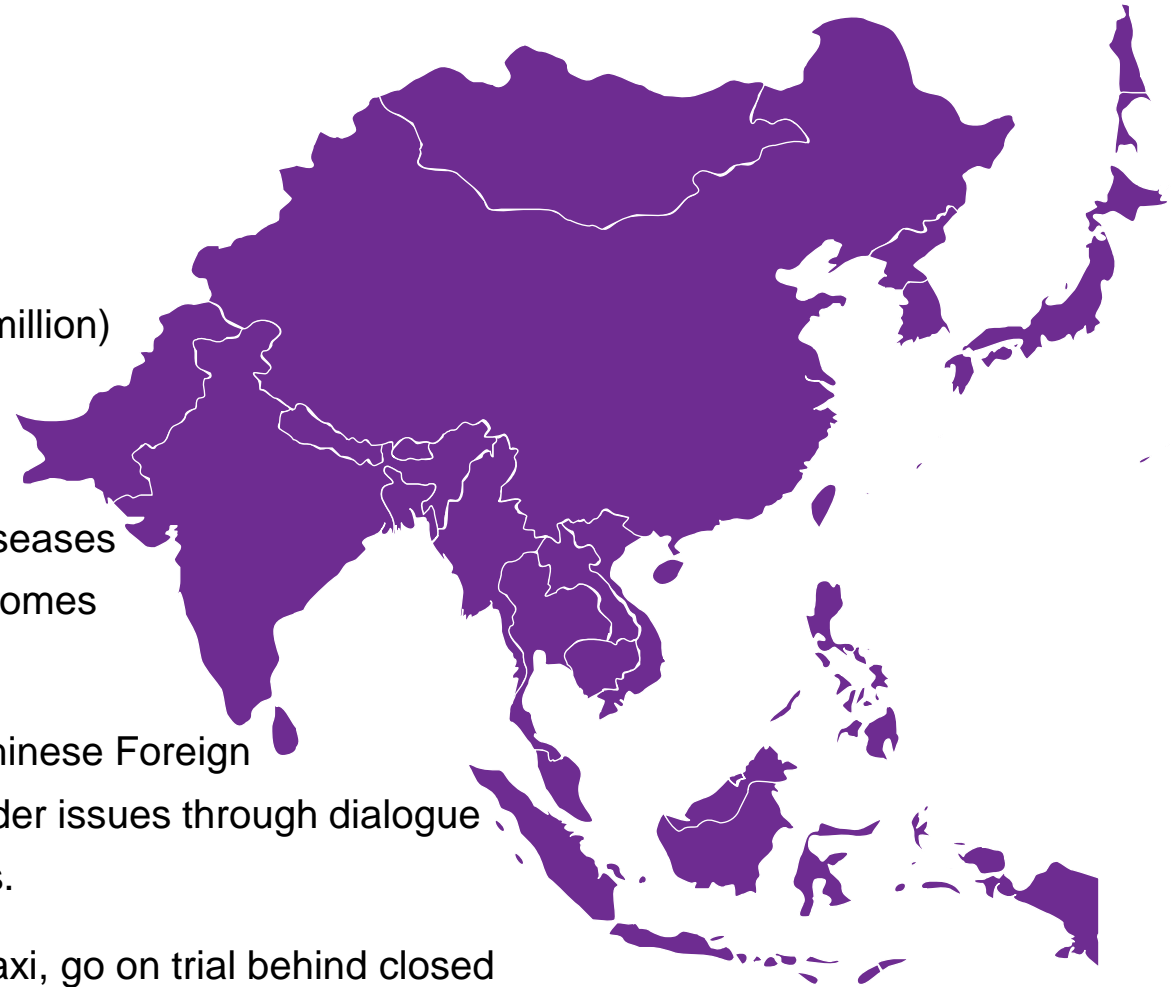 million)
seases
omes
hinese Foreign
der issues through dialogue
s.
axi, go on trial behind closed